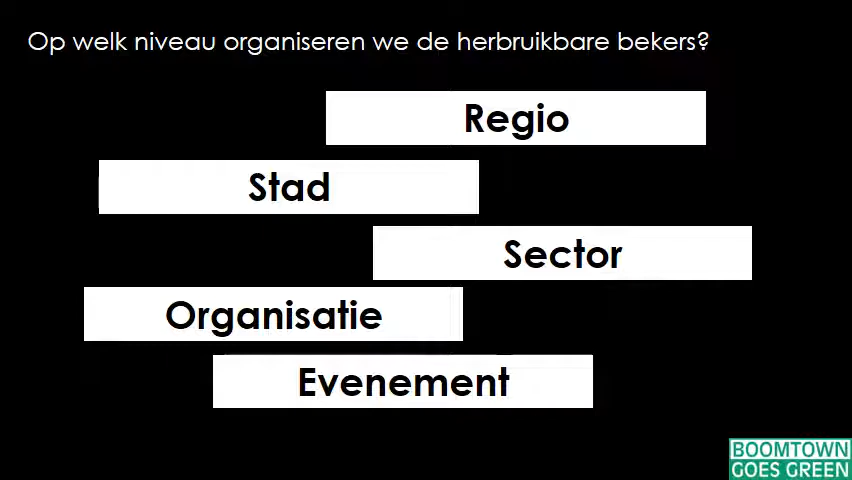 Op welk niveau organiseren we de herbruikbare bekers?
Regio
Stad
Sector
Organisatie
Evenement
BOOMTOWN
GOES GREEN